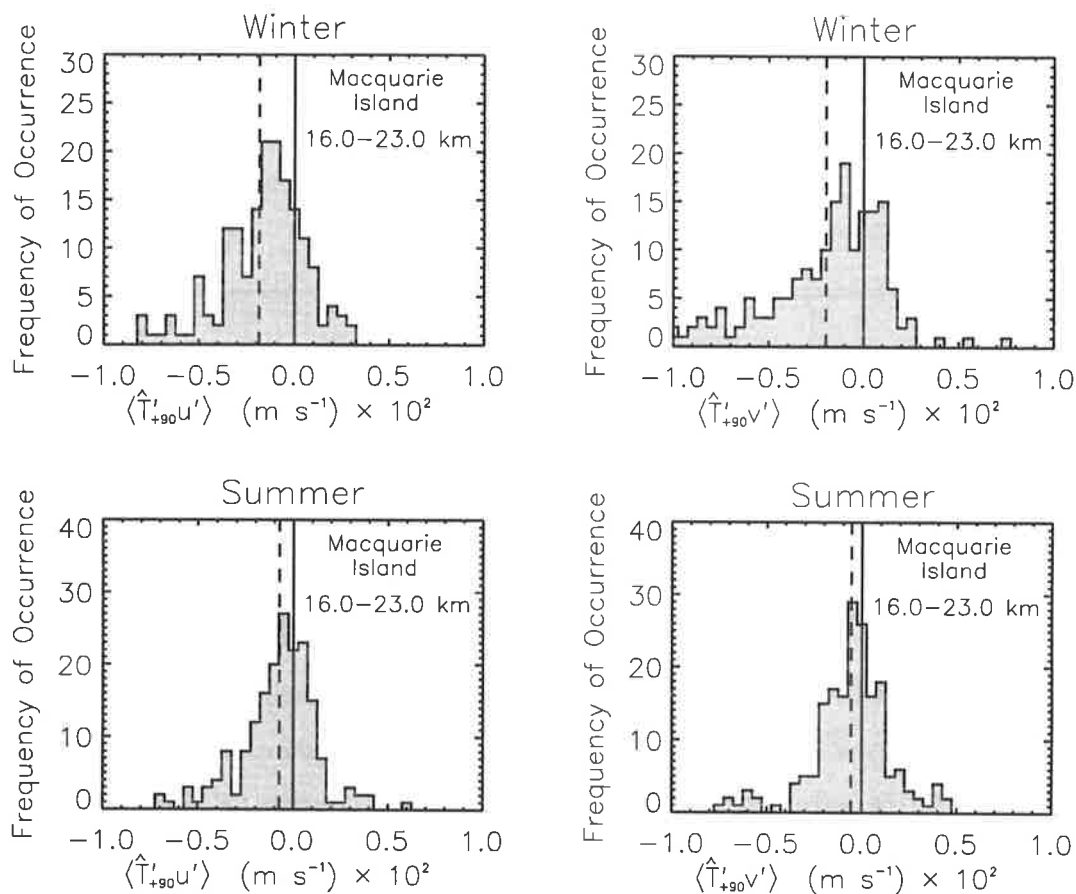 Winter
Frequency of Occurrence
30
25
20
15
10
5
0
Macquarie
Island
16.0−23.0 km
−1.0 −0.5 0.0 0.5 1.0
⟨T̂′₊₉₀u′⟩ (m s⁻¹) × 10²
Winter
Frequency of Occurrence
30
25
20
15
10
5
0
Macquarie
Island
16.0−23.0 km
−1.0 −0.5 0.0 0.5 1.0
⟨T̂′₊₉₀v′⟩ (m s⁻¹) × 10²
Summer
Frequency of Occurrence
40
30
20
10
0
Macquarie
Island
16.0−23.0 km
−1.0 −0.5 0.0 0.5 1.0
⟨T̂′₊₉₀u′⟩ (m s⁻¹) × 10²
Summer
Frequency of Occurrence
40
30
20
10
0
Macquarie
Island
16.0−23.0 km
−1.0 −0.5 0.0 0.5 1.0
⟨T̂′₊₉₀v′⟩ (m s⁻¹) × 10²